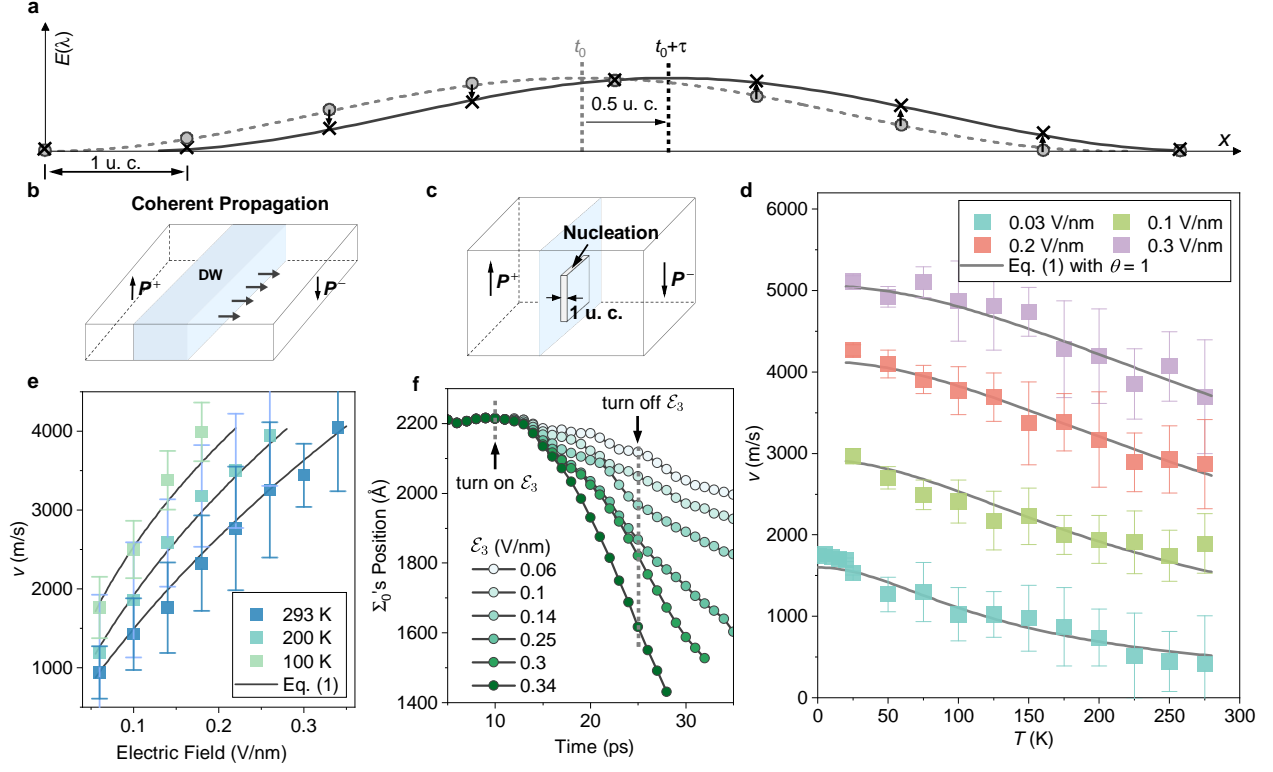 a
E(λ)
t₀
t₀+τ
0.5 u. c.
x
1 u. c.
b
Coherent Propagation
DW
P⁺
P⁻
c
Nucleation
P⁺
P⁻
1 u. c.
d
6000
5000
4000
3000
2000
1000
0
v (m/s)
0.03 V/nm
0.1 V/nm
0.2 V/nm
0.3 V/nm
Eq. (1) with θ = 1
0
50
100
150
200
250
300
T (K)
e
4000
3000
2000
1000
v (m/s)
293 K
200 K
100 K
Eq. (1)
0.1
0.2
0.3
Electric Field (V/nm)
f
2200
2000
1800
1600
1400
Σ₀'s Position (Å)
turn on ℰ₃
turn off ℰ₃
ℰ₃ (V/nm)
0.06
0.1
0.14
0.25
0.3
0.34
10
20
30
Time (ps)